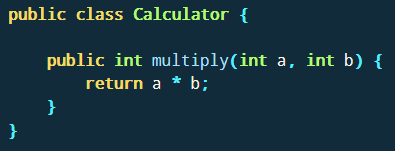 public class Calculator {
    public int multiply(int a, int b) {
        return a * b;
    }
}